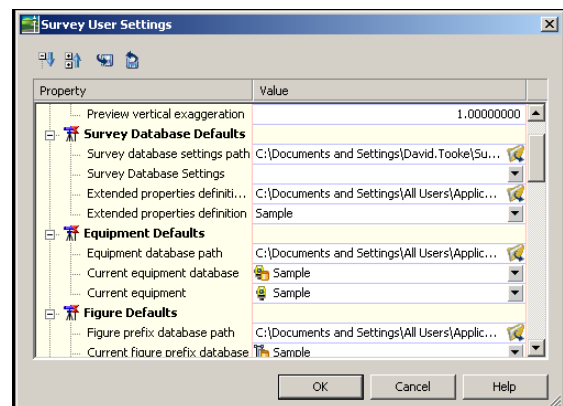 Survey User Settings
Property Value
Preview vertical exaggeration 1.00000000
Survey Database Defaults
Survey database settings path C:\Documents and Settings\David.Tooke\Su...
Survey Database Settings
Extended properties definiti... C:\Documents and Settings\All Users\Applic...
Extended properties definition Sample
Equipment Defaults
Equipment database path C:\Documents and Settings\All Users\Applic...
Current equipment database Sample
Current equipment Sample
Figure Defaults
Figure prefix database path C:\Documents and Settings\All Users\Applic...
Current figure prefix database Sample
OK Cancel Help